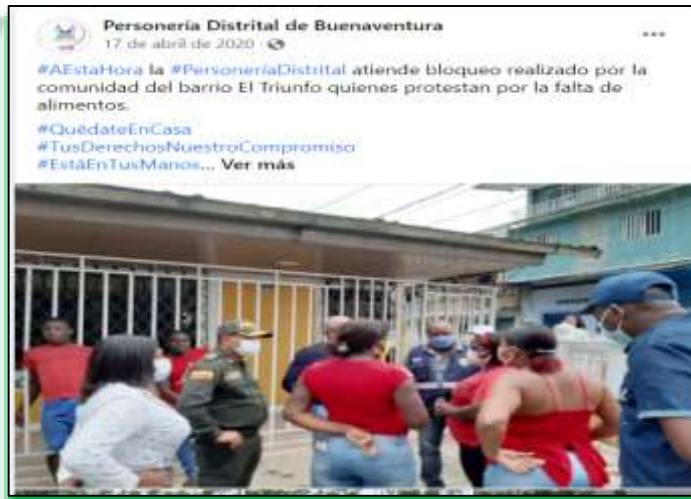 Personería Distrital de Buenaventura
17 de abril de 2020 ·
#AEstaHora la #PersoneríaDistrital atiende bloqueo realizado por la
comunidad del barrio El Triunfo quienes protestan por la falta de
alimentos.
#QuédateEnCasa
#TusDerechosNuestroCompromiso
#EstáEnTusManos... Ver más